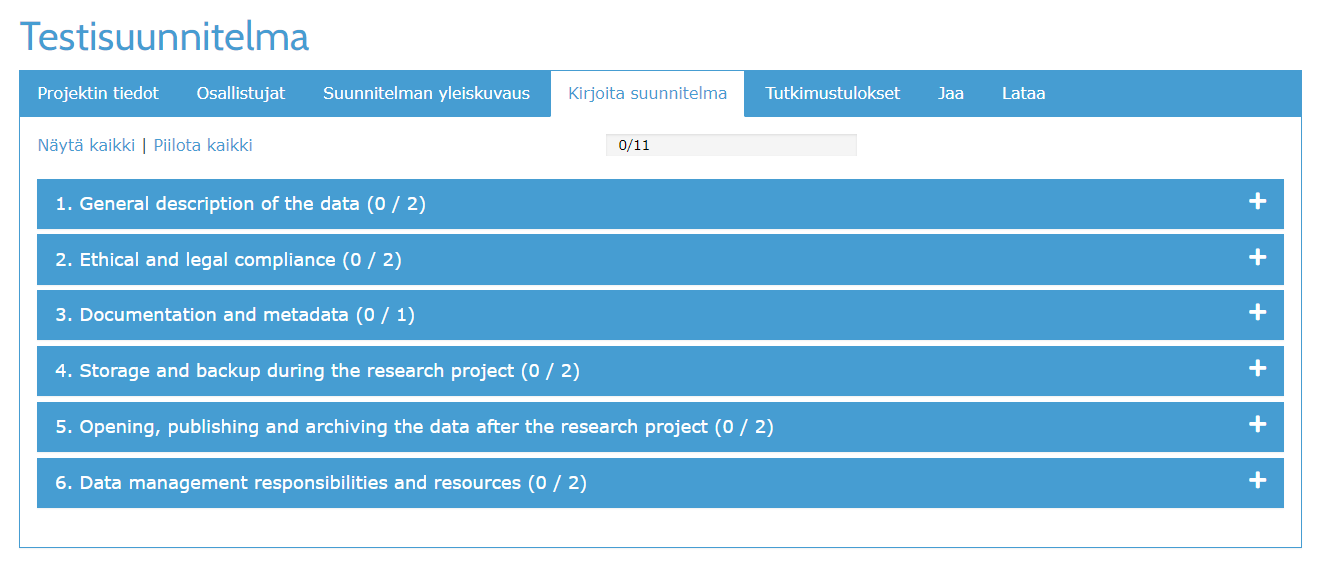 Testisuunnitelma
Projektin tiedot Osallistujat Suunnitelman yleiskuvaus Kirjoita suunnitelma Tutkimustulokset Jaa Lataa
Näytä kaikki | Piilota kaikki 0/11
1. General description of the data (0 / 2)
2. Ethical and legal compliance (0 / 2)
3. Documentation and metadata (0 / 1)
4. Storage and backup during the research project (0 / 2)
5. Opening, publishing and archiving the data after the research project (0 / 2)
6. Data management responsibilities and resources (0 / 2)